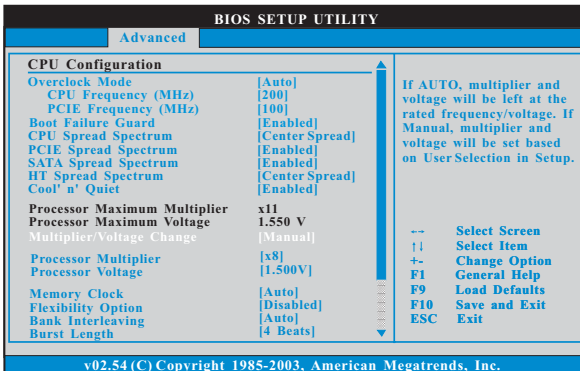 BIOS SETUP UTILITY
Advanced
CPU Configuration
Overclock Mode [Auto]
CPU Frequency (MHz) [200]
PCIE Frequency (MHz) [100]
Boot Failure Guard [Enabled]
CPU Spread Spectrum [Center Spread]
PCIE Spread Spectrum [Enabled]
SATA Spread Spectrum [Enabled]
HT Spread Spectrum [Center Spread]
Cool' n' Quiet [Enabled]
Processor Maximum Multiplier x11
Processor Maximum Voltage 1.550 V
Multiplier/Voltage Change [Manual]
Processor Multiplier [x8]
Processor Voltage [1.500V]
Memory Clock [Auto]
Flexibility Option [Disabled]
Bank Interleaving [Auto]
Burst Length [4 Beats]
If AUTO, multiplier and
voltage will be left at the
rated frequency/voltage. If
Manual, multiplier and
voltage will be set based
on User Selection in Setup.
←→ Select Screen
↑↓ Select Item
+- Change Option
F1 General Help
F9 Load Defaults
F10 Save and Exit
ESC Exit
v02.54 (C) Copyright 1985-2003, American Megatrends, Inc.